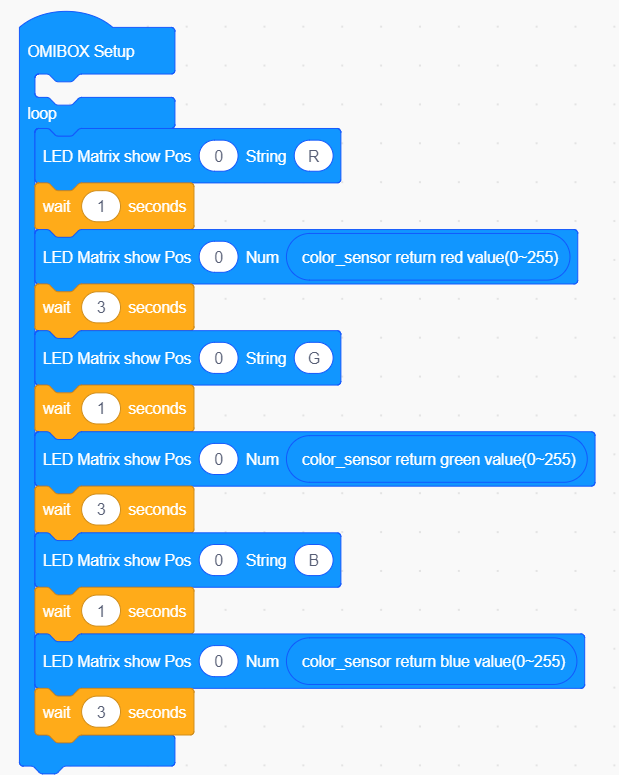 OMIBOX Setup
loop
LED Matrix show Pos 0 String R
wait 1 seconds
LED Matrix show Pos 0 Num color_sensor return red value(0~255)
wait 3 seconds
LED Matrix show Pos 0 String G
wait 1 seconds
LED Matrix show Pos 0 Num color_sensor return green value(0~255)
wait 3 seconds
LED Matrix show Pos 0 String B
wait 1 seconds
LED Matrix show Pos 0 Num color_sensor return blue value(0~255)
wait 3 seconds